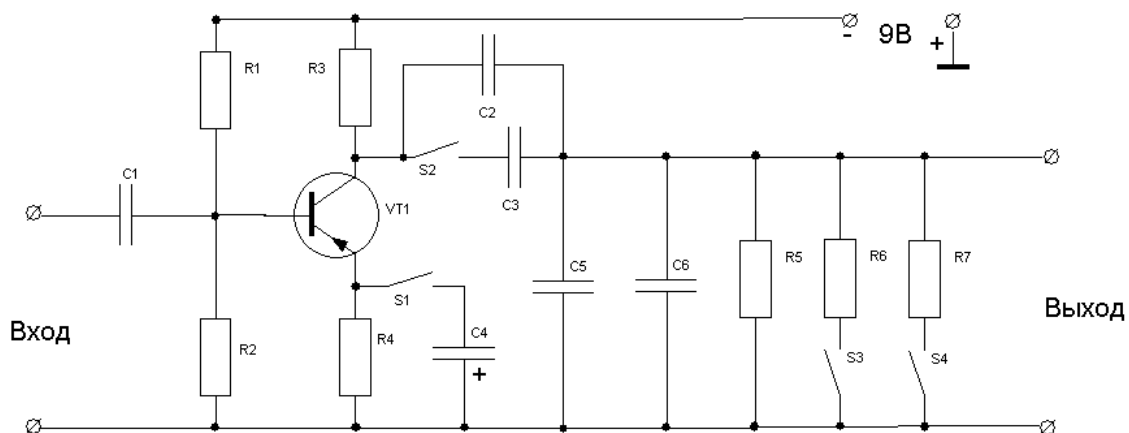 - 9В +
R1
R3
C2
S2
C1
C3
VT1
C5
C6
R5
R6
R7
S1
Вход
Выход
R2
R4
C4
+
S3
S4